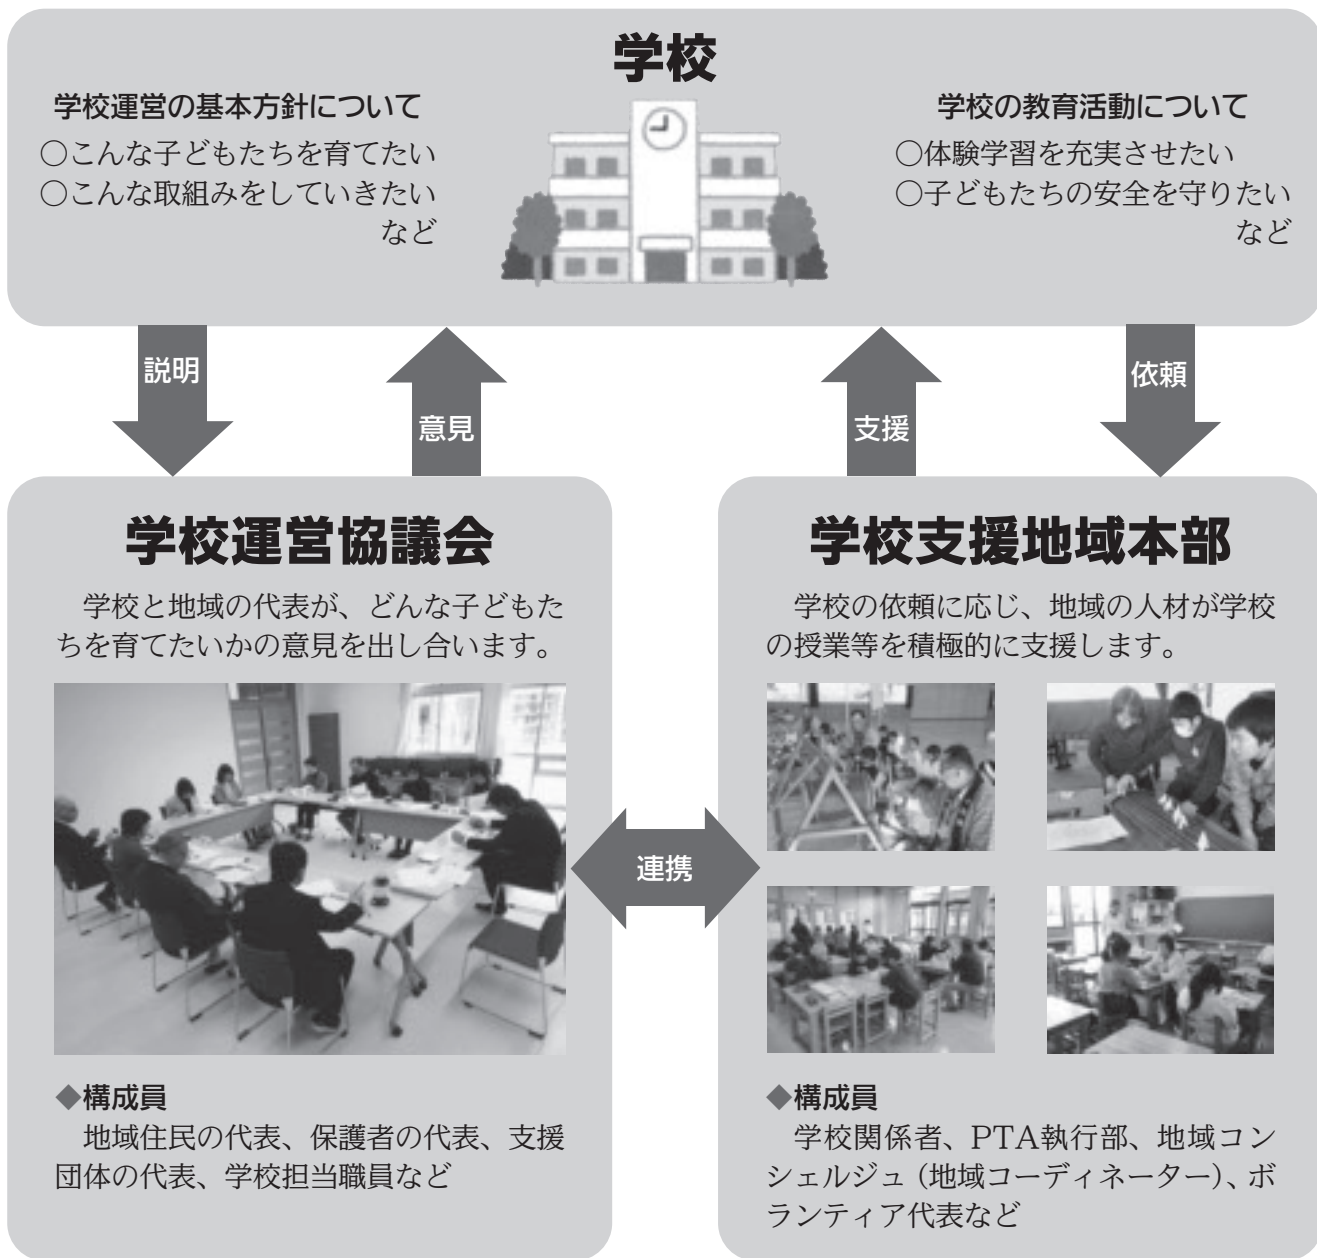 学校
学校運営の基本方針について
○こんな子どもたちを育てたい
○こんな取組みをしていきたい
など
学校の教育活動について
○体験学習を充実させたい
○子どもたちの安全を守りたい
など
説明
意見
支援
依頼
学校運営協議会
学校と地域の代表が、どんな子どもた
ちを育てたいかの意見を出し合います。
◆構成員
地域住民の代表、保護者の代表、支援
団体の代表、学校担当職員など
連携
学校支援地域本部
学校の依頼に応じ、地域の人材が学校
の授業等を積極的に支援します。
◆構成員
学校関係者、PTA執行部、地域コン
シェルジュ（地域コーディネーター）、ボ
ランティア代表など